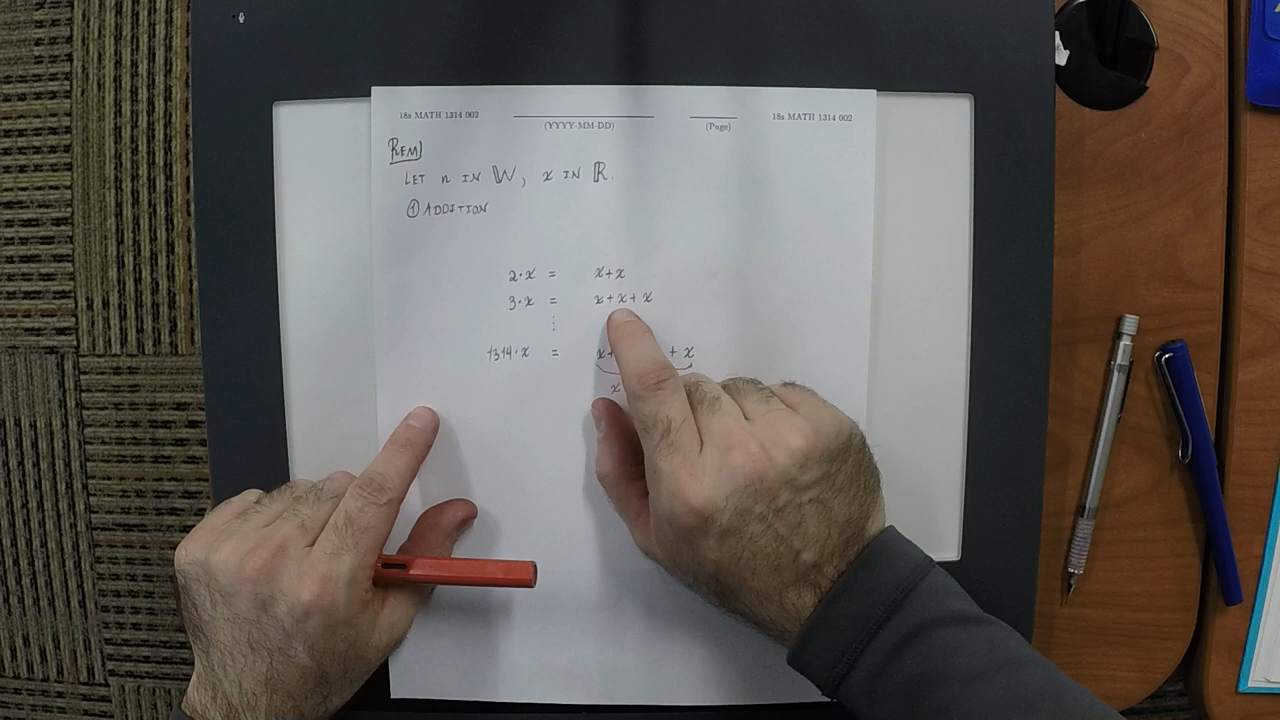 18s MATH 1314 002 (YYYY-MM-DD) (Page) 18s MATH 1314 002
REM
LET n IN W, x IN R.
① ADDITION
2·x = x+x
3·x = x+x+x
⋮
1314·x = x+ + x
x